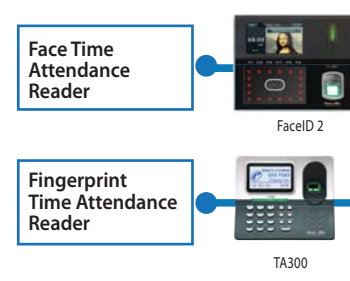 Face Time
Attendance
Reader
FaceID 2
Fingerprint
Time Attendance
Reader
TA300